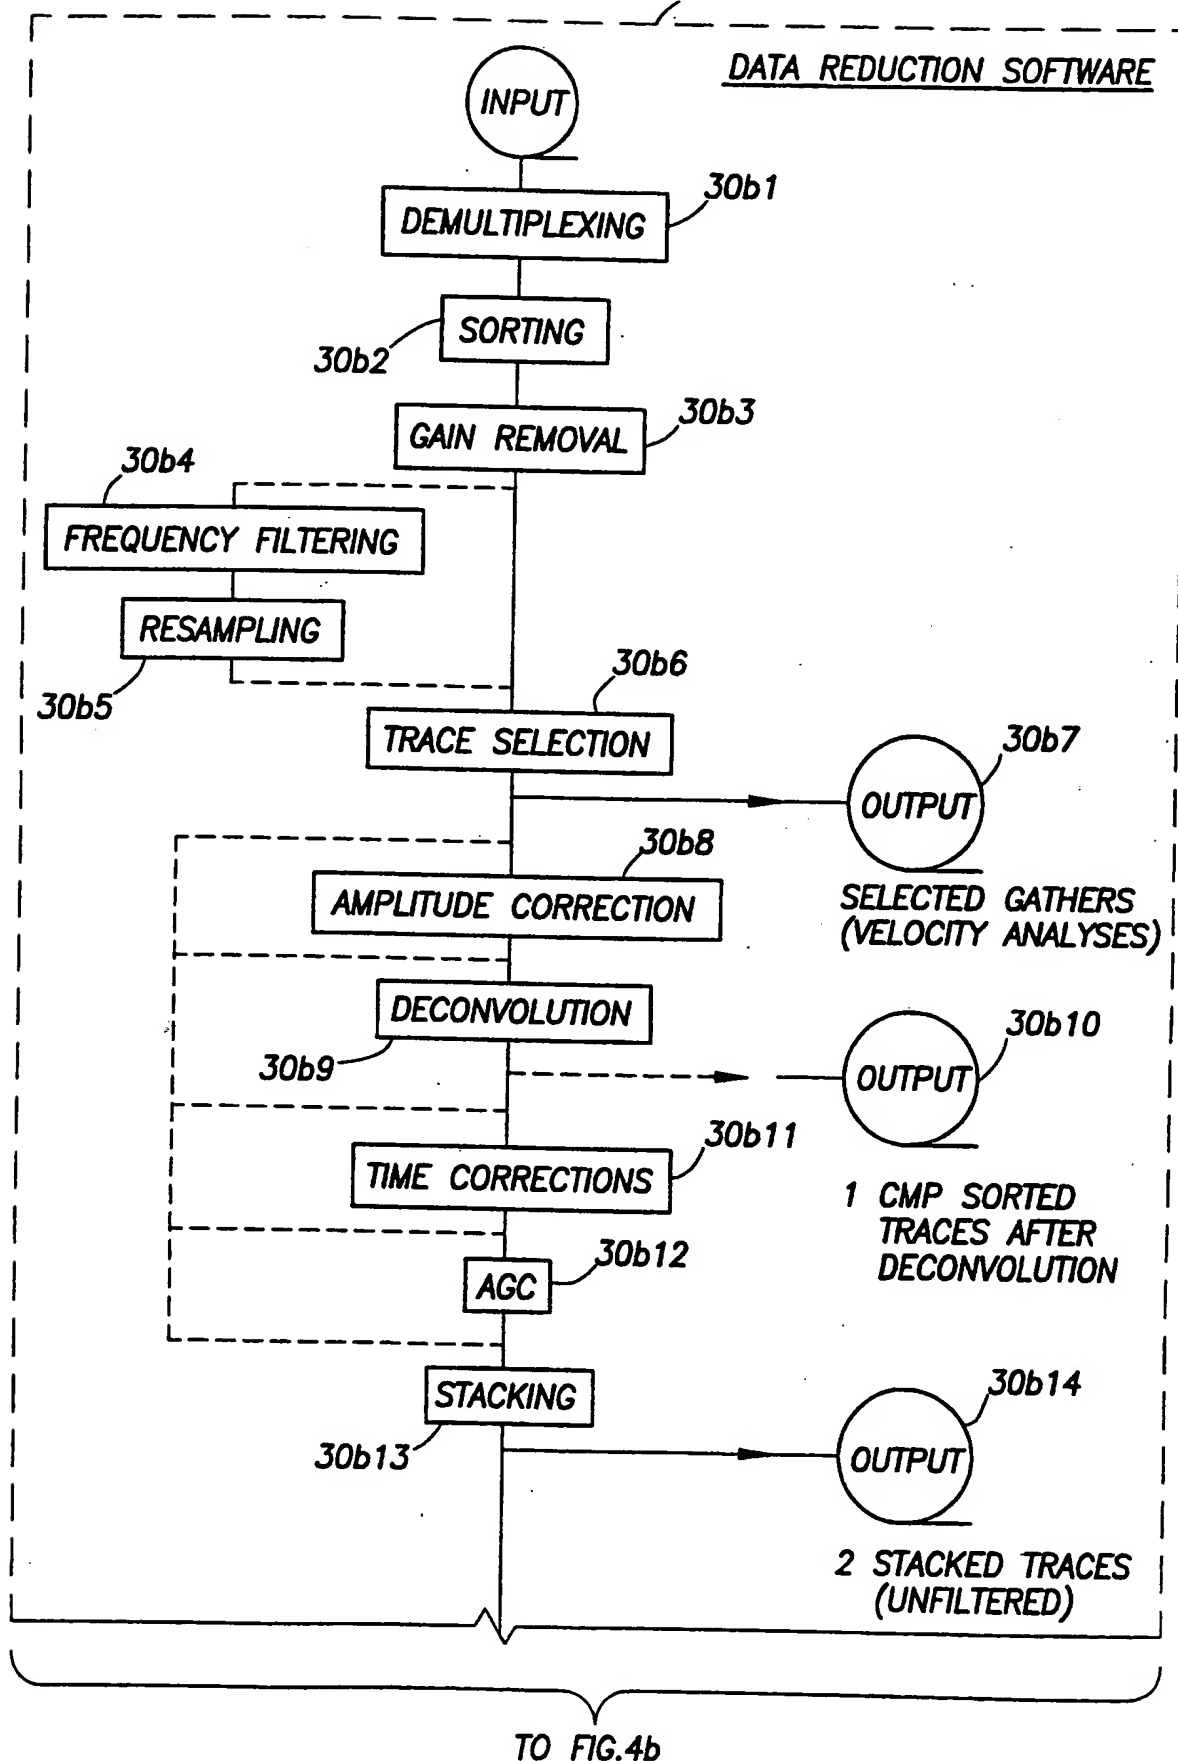 DATA REDUCTION SOFTWARE
INPUT
30b1
DEMULTIPLEXING
SORTING
30b2
30b3
GAIN REMOVAL
30b4
FREQUENCY FILTERING
RESAMPLING
30b5
30b6
TRACE SELECTION
30b7
OUTPUT
SELECTED GATHERS
(VELOCITY ANALYSES)
30b8
AMPLITUDE CORRECTION
DECONVOLUTION
30b9
30b10
OUTPUT
1 CMP SORTED
TRACES AFTER
DECONVOLUTION
30b11
TIME CORRECTIONS
30b12
AGC
STACKING
30b13
30b14
OUTPUT
2 STACKED TRACES
(UNFILTERED)
TO FIG.4b